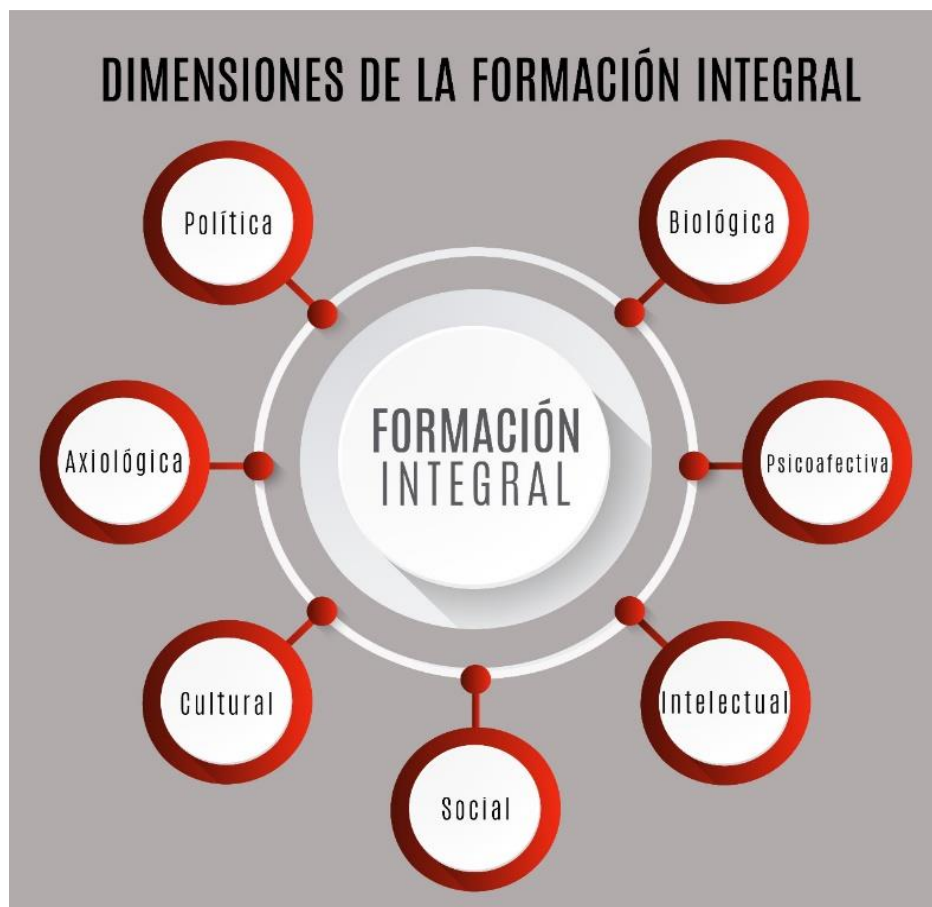 DIMENSIONES DE LA FORMACIÓN INTEGRAL
Política
Biológica
Axiológica
FORMACIÓN
INTEGRAL
Psicoafectiva
Cultural
Intelectual
Social